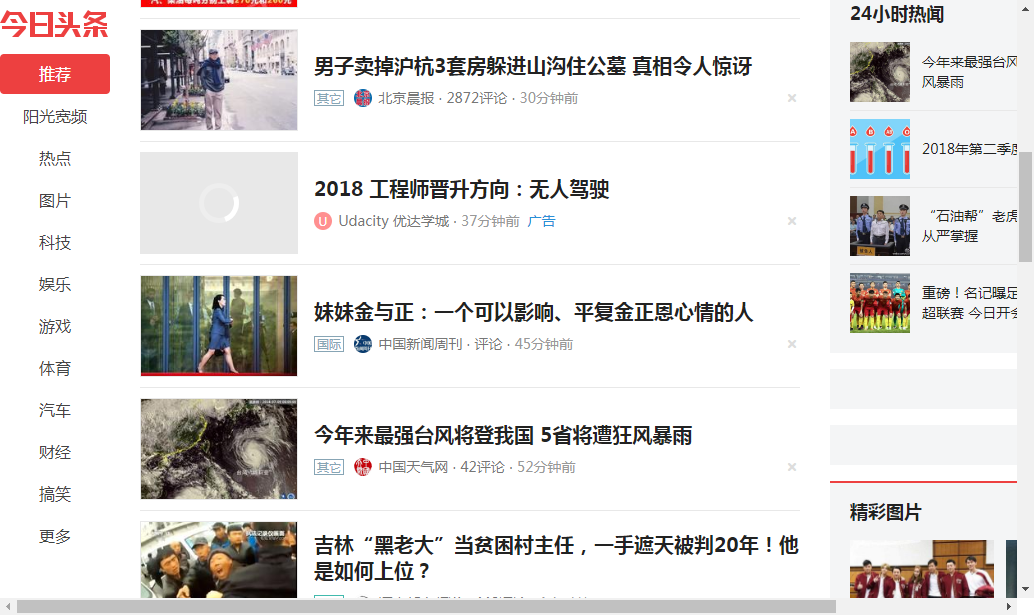 今日头条
推荐
阳光宽频
热点
图片
科技
娱乐
游戏
体育
汽车
财经
搞笑
更多
男子卖掉沪杭3套房躲进山沟住公墓 真相令人惊讶
其它 北京晨报 · 2872评论 · 30分钟前
2018 工程师晋升方向：无人驾驶
Udacity 优达学城 · 37分钟前 广告
妹妹金与正：一个可以影响、平复金正恩心情的人
国际 中国新闻周刊 · 评论 · 45分钟前
今年来最强台风将登我国 5省将遭狂风暴雨
其它 中国天气网 · 42评论 · 52分钟前
吉林“黑老大”当贫困村主任，一手遮天被判20年！他
是如何上位？
24小时热闻
今年来最强台风
风暴雨
2018年第二季度
“石油帮”老虎
从严掌握
重磅！名记曝足
超联赛 今日开会
精彩图片